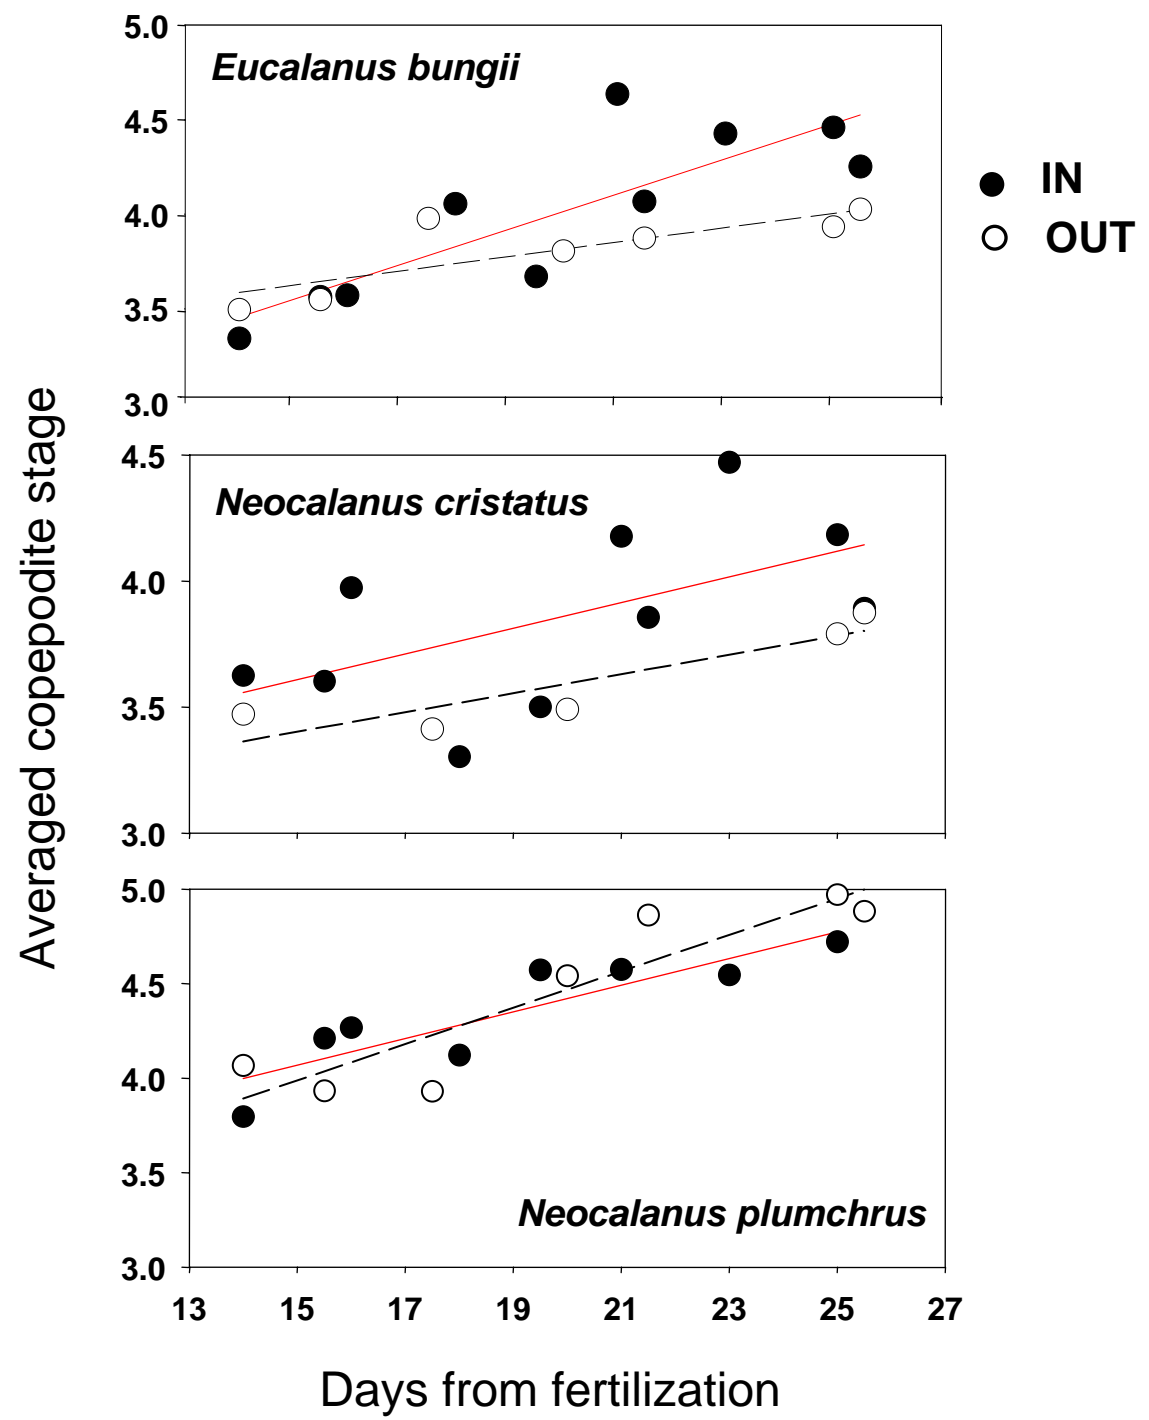 Averaged copepodite stage
5.0
Eucalanus bungii
4.5
4.0
3.5
3.0
IN
OUT
4.5
Neocalanus cristatus
4.0
3.5
3.0
5.0
4.5
4.0
3.5
Neocalanus plumchrus
3.0
13 15 17 19 21 23 25 27
Days from fertilization